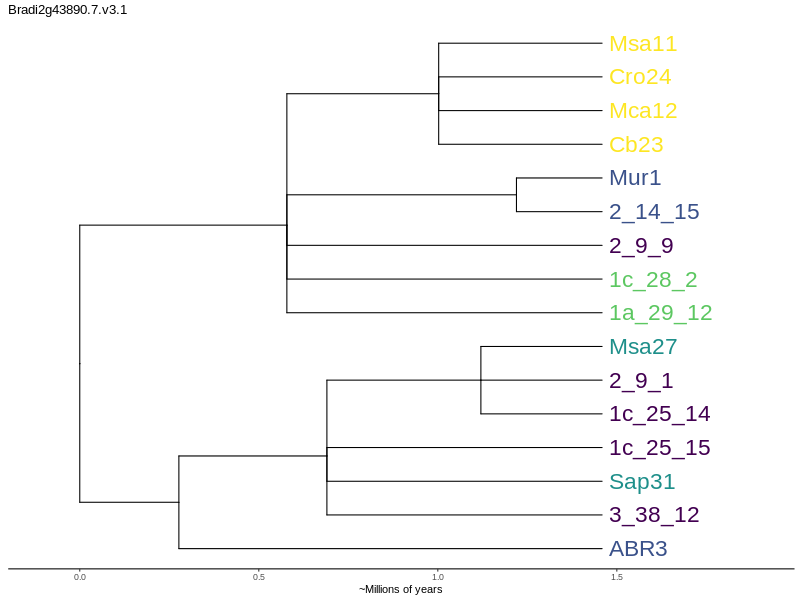 Bradi2g43890.7.v3.1
Msa11
Cro24
Mca12
Cb23
Mur1
2_14_15
2_9_9
1c_28_2
1a_29_12
Msa27
2_9_1
1c_25_14
1c_25_15
Sap31
3_38_12
ABR3
0.0 0.5 1.0 1.5
~Millions of years